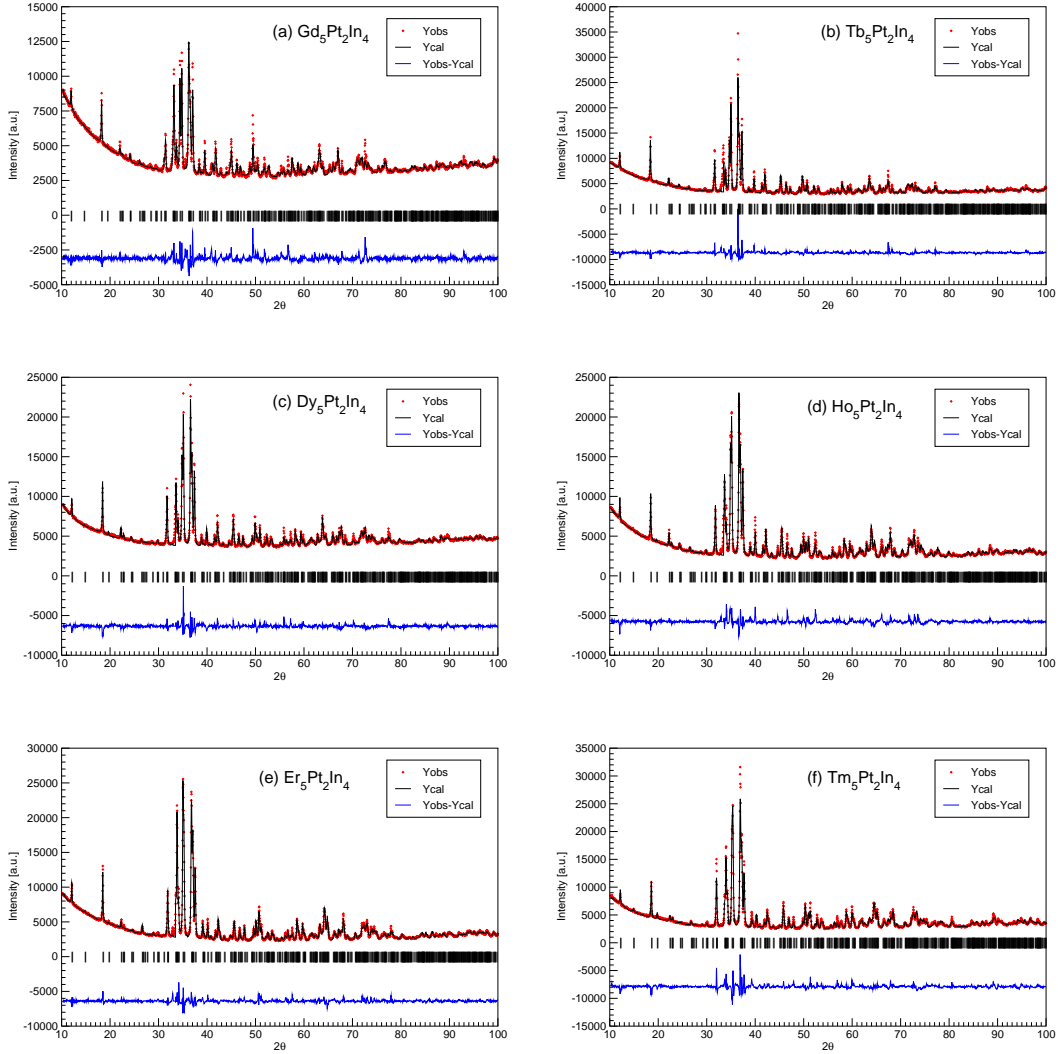 (a) Gd5Pt2In4
Yobs
Ycal
Yobs-Ycal
Intensity [a.u.]
15000
12500
10000
7500
5000
2500
0
-2500
-5000
10 20 30 40 50 60 70 80 90 100
2θ
(b) Tb5Pt2In4
Yobs
Ycal
Yobs-Ycal
Intensity [a.u.]
40000
35000
30000
25000
20000
15000
10000
5000
0
-5000
-10000
-15000
10 20 30 40 50 60 70 80 90 100
2θ
(c) Dy5Pt2In4
Yobs
Ycal
Yobs-Ycal
Intensity [a.u.]
25000
20000
15000
10000
5000
0
-5000
-10000
10 20 30 40 50 60 70 80 90 100
2θ
(d) Ho5Pt2In4
Yobs
Ycal
Yobs-Ycal
Intensity [a.u.]
25000
20000
15000
10000
5000
0
-5000
-10000
10 20 30 40 50 60 70 80 90 100
2θ
(e) Er5Pt2In4
Yobs
Ycal
Yobs-Ycal
Intensity [a.u.]
30000
25000
20000
15000
10000
5000
0
-5000
-10000
10 20 30 40 50 60 70 80 90 100
2θ
(f) Tm5Pt2In4
Yobs
Ycal
Yobs-Ycal
Intensity [a.u.]
35000
30000
25000
20000
15000
10000
5000
0
-5000
-10000
-15000
10 20 30 40 50 60 70 80 90 100
2θ